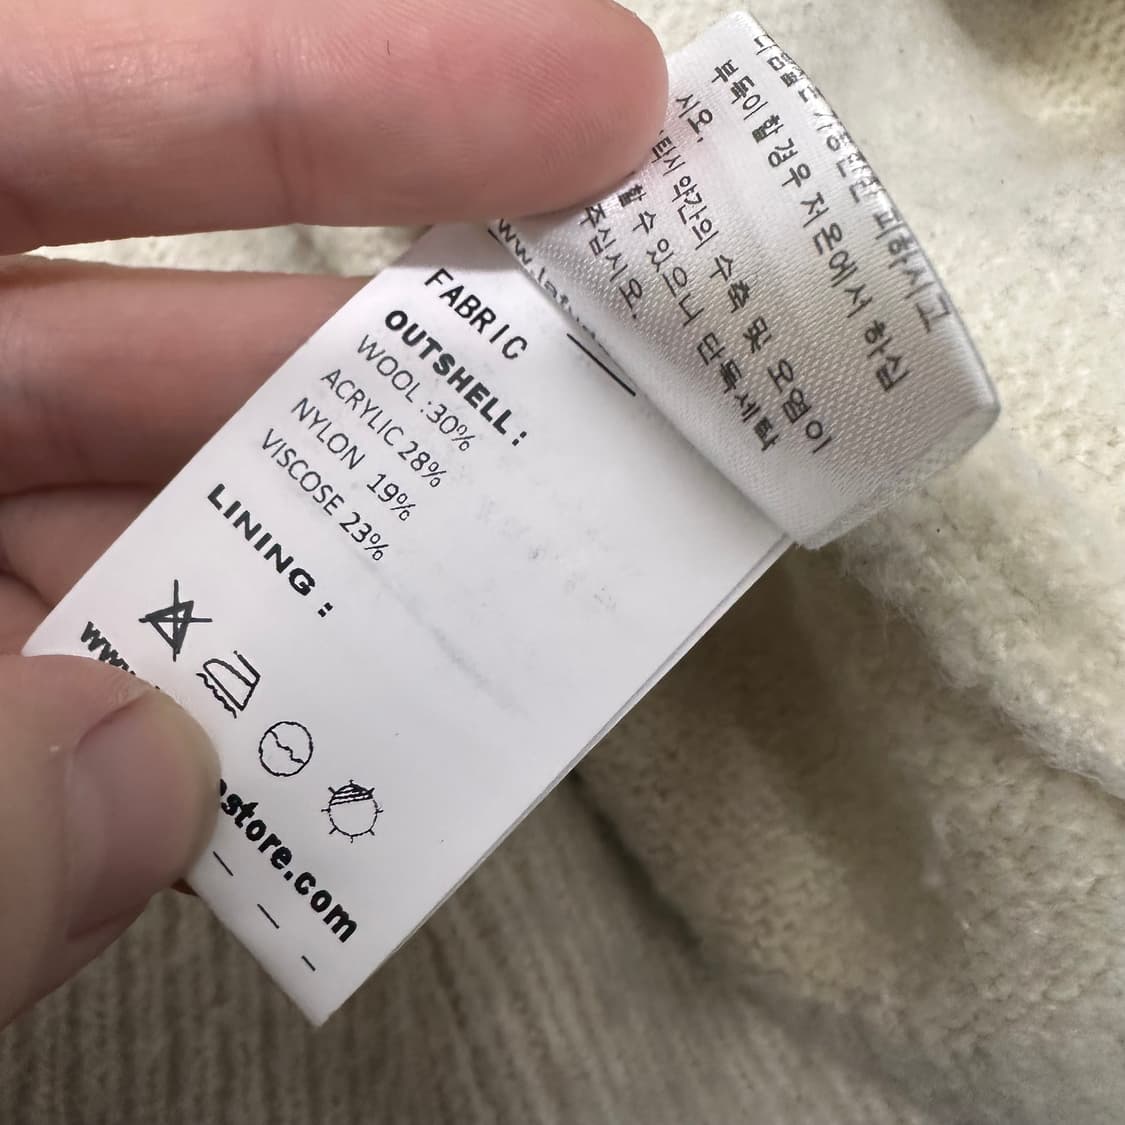 부득이 할 경우 저온에서 하십
시오.
약간의 수축 및 오염이
할 수 있으니 단독세탁
주십시오.
FABRIC
OUTSHELL :
WOOL :30%
ACRYLIC 28%
NYLON 19%
VISCOSE 23%
LINING :
store.com